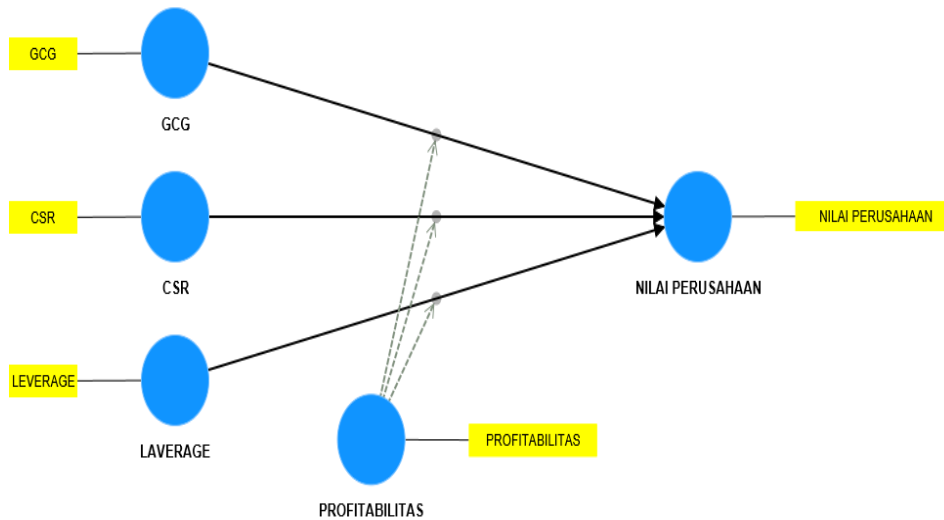 GCG
GCG
CSR
CSR
NILAI PERUSAHAAN
NILAI PERUSAHAAN
LEVERAGE
LAVERAGE
PROFITABILITAS
PROFITABILITAS